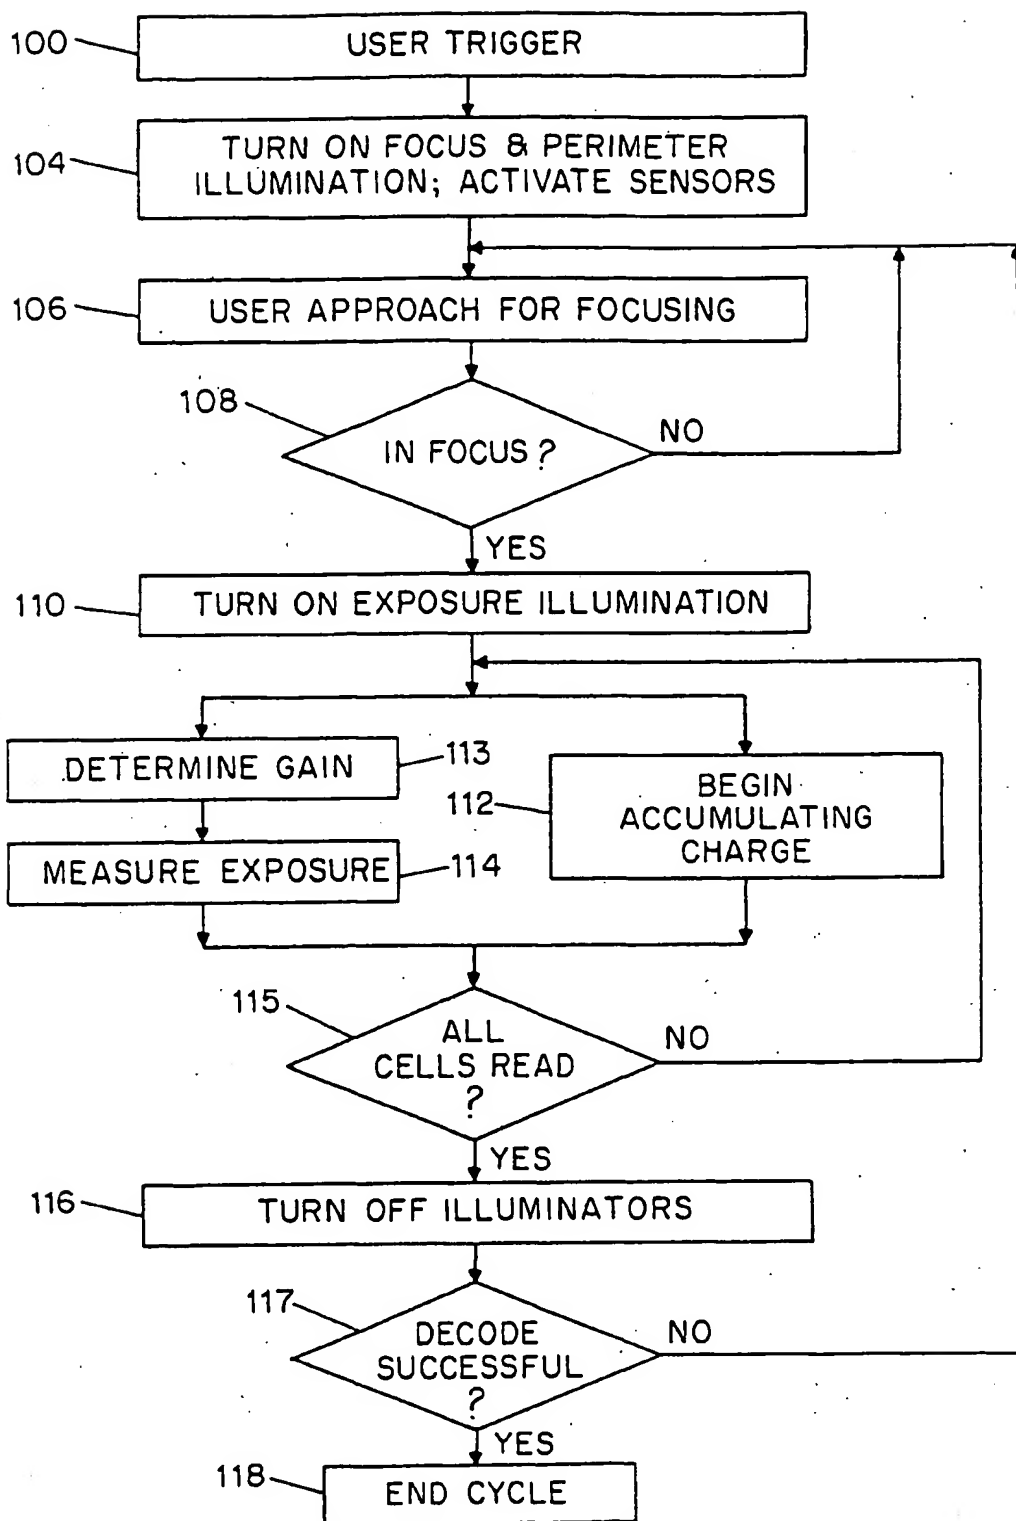 100
USER TRIGGER
104
TURN ON FOCUS & PERIMETER
ILLUMINATION; ACTIVATE SENSORS
106
USER APPROACH FOR FOCUSING
108
IN FOCUS?
NO
YES
110
TURN ON EXPOSURE ILLUMINATION
DETERMINE GAIN
113
112
BEGIN
ACCUMULATING
CHARGE
MEASURE EXPOSURE
114
115
ALL
CELLS READ
?
NO
YES
116
TURN OFF ILLUMINATORS
117
DECODE
SUCCESSFUL
?
NO
YES
118
END CYCLE